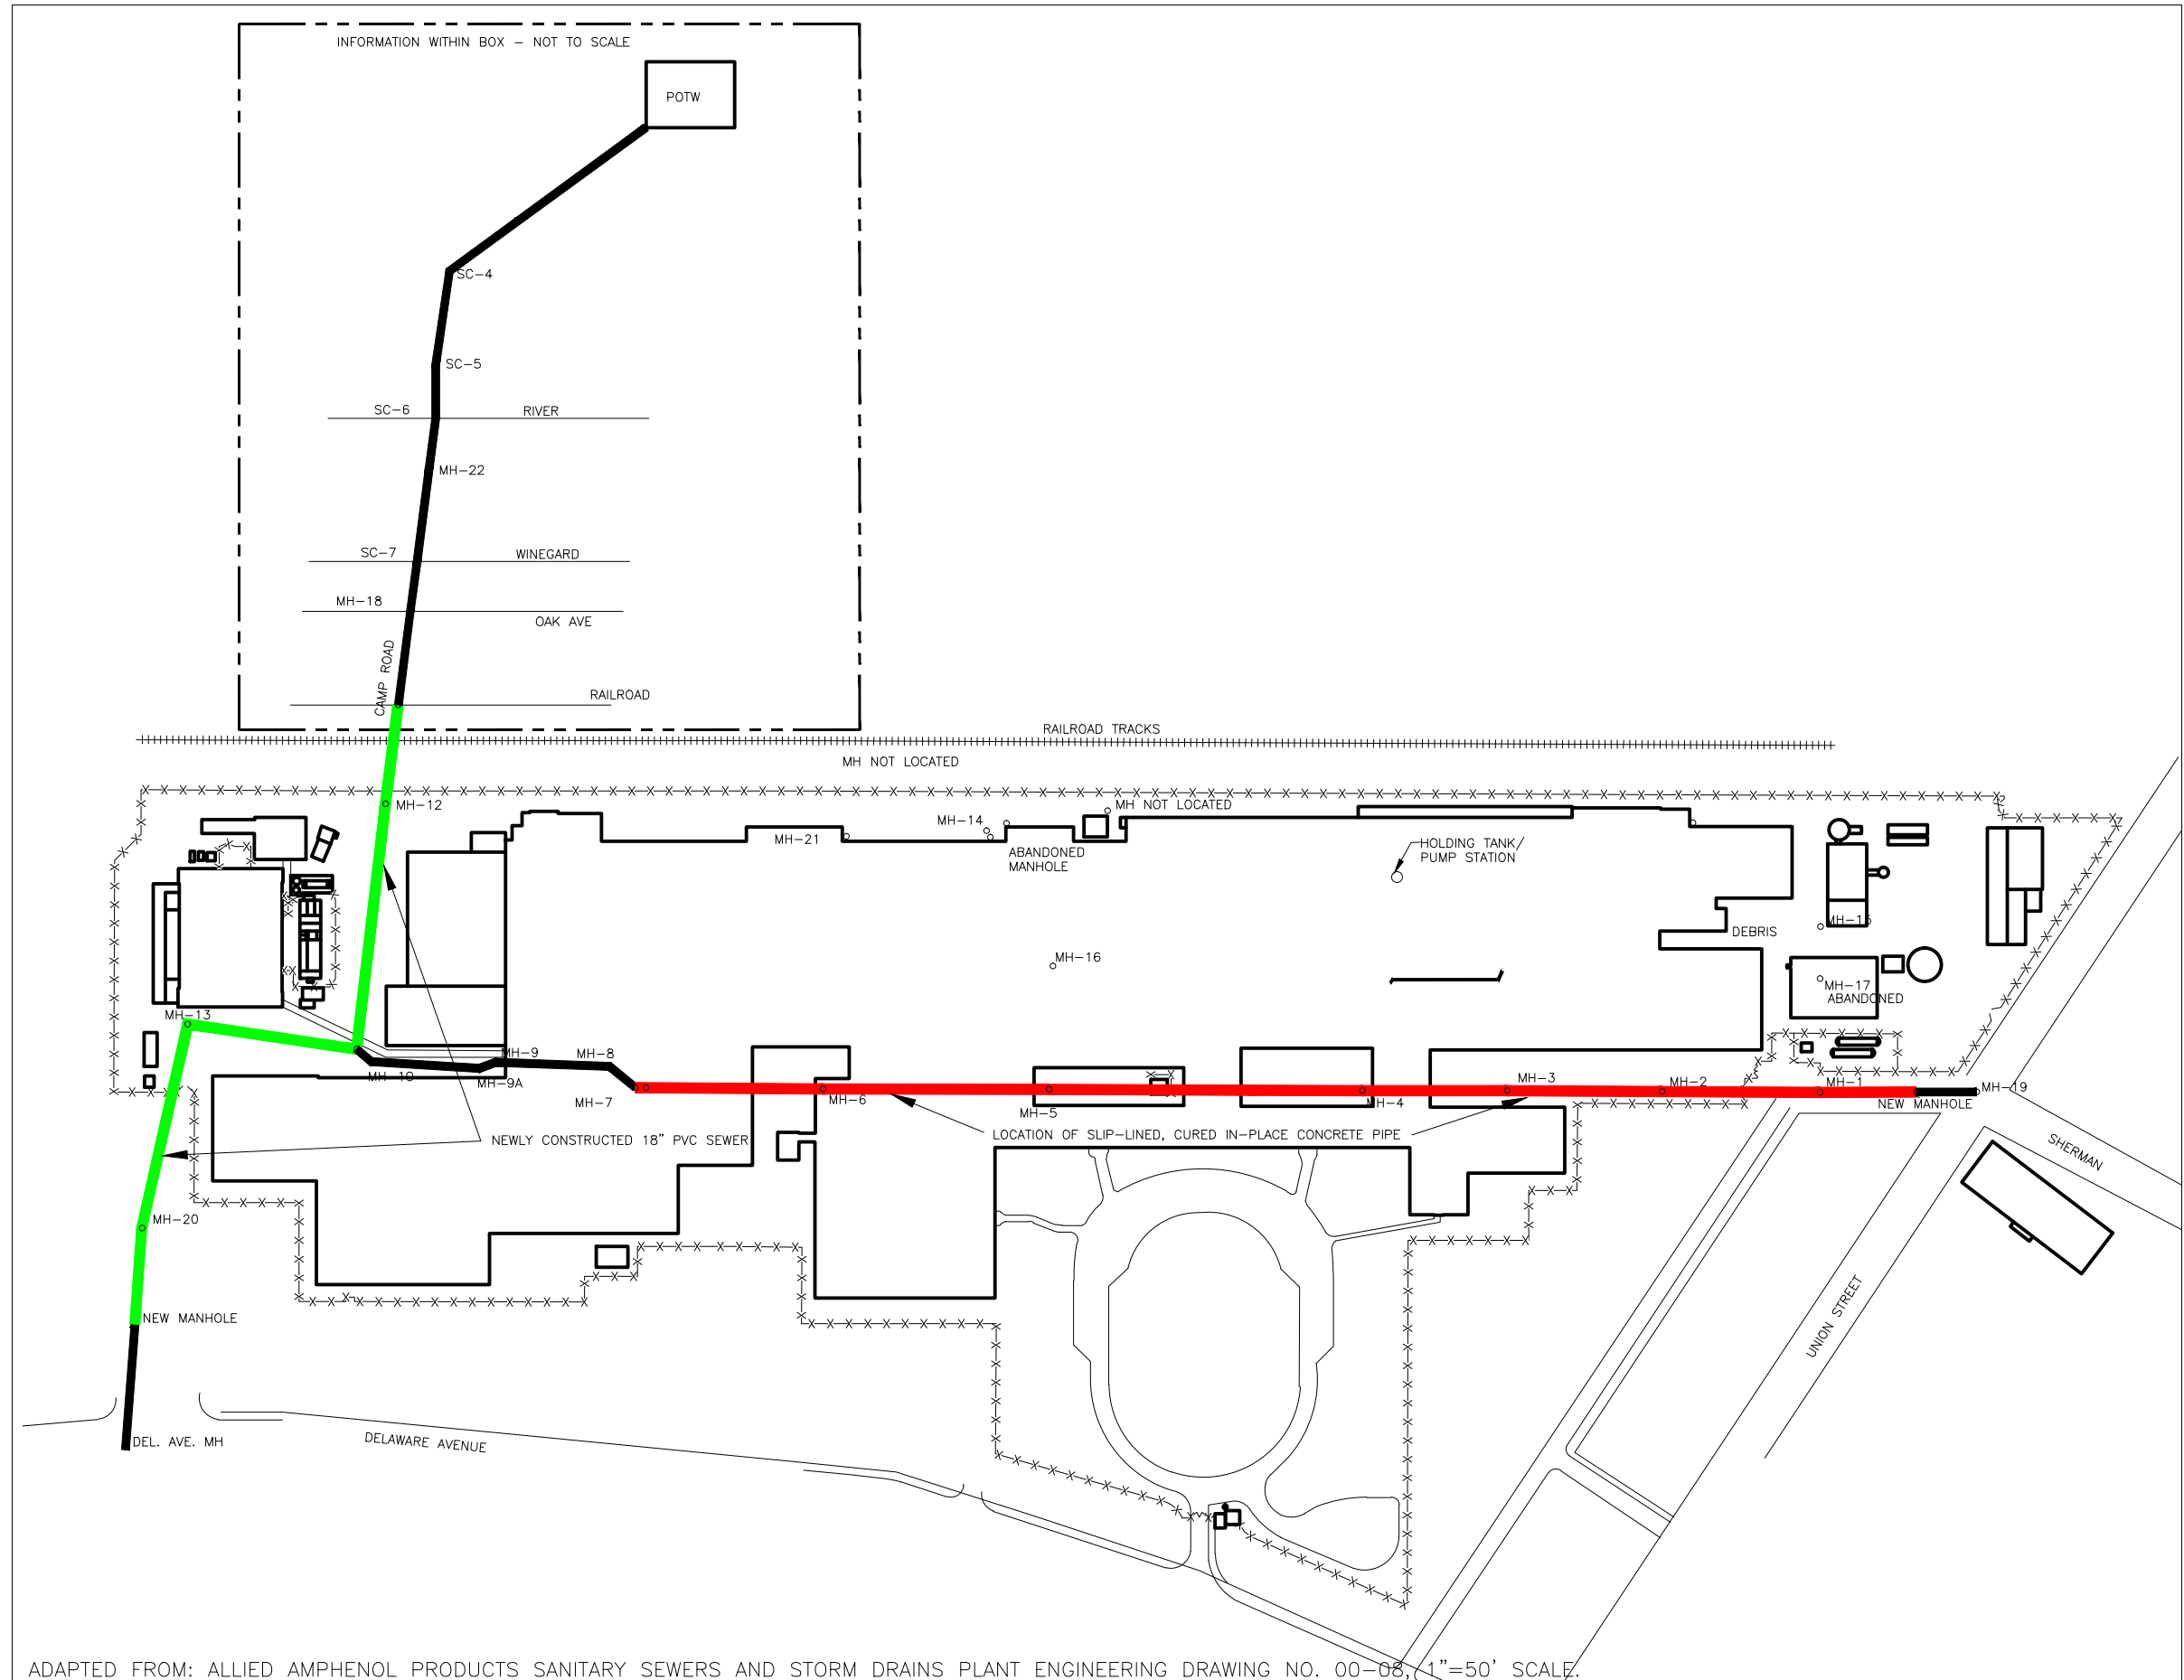 INFORMATION WITHIN BOX – NOT TO SCALE
POTW
SC–4
SC–5
SC–6
RIVER
MH–22
SC–7
WINEGARD
MH–18
OAK AVE
CAMP ROAD
RAILROAD
RAILROAD TRACKS
MH NOT LOCATED
MH–12
MH NOT LOCATED
MH–14
MH–21
ABANDONED
MANHOLE
HOLDING TANK/
PUMP STATION
MH–15
DEBRIS
MH–16
MH–17
ABANDONED
MH–13
MH–9
MH–8
MH–10
MH–9A
MH–7
MH–6
MH–5
MH–4
MH–3
MH–2
MH–1
MH–19
NEW MANHOLE
NEWLY CONSTRUCTED 18" PVC SEWER
LOCATION OF SLIP–LINED, CURED IN–PLACE CONCRETE PIPE
SHERMAN
MH–20
UNION STREET
NEW MANHOLE
DEL. AVE. MH
DELAWARE AVENUE
ADAPTED FROM: ALLIED AMPHENOL PRODUCTS SANITARY SEWERS AND STORM DRAINS PLANT ENGINEERING DRAWING NO. 00–08, 1"=50' SCALE.